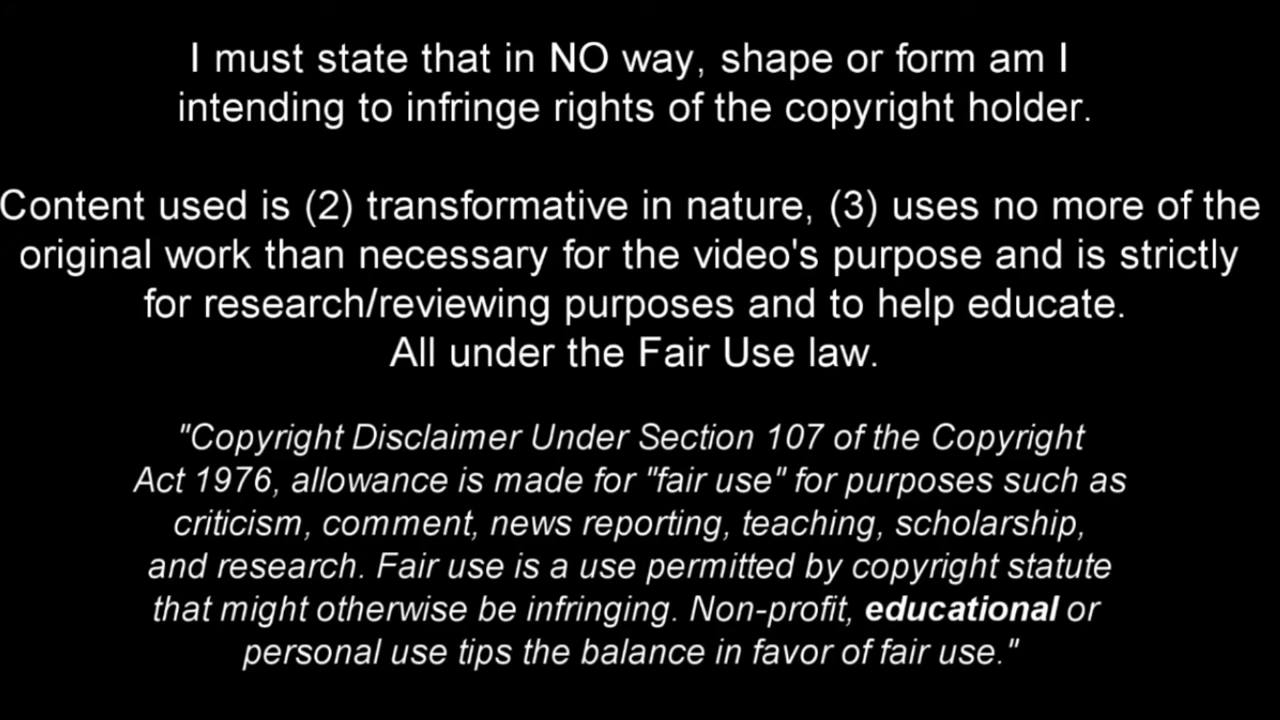 I must state that in NO way, shape or form am I
intending to infringe rights of the copyright holder.
Content used is (2) transformative in nature, (3) uses no more of the
original work than necessary for the video's purpose and is strictly
for research/reviewing purposes and to help educate.
All under the Fair Use law.
"Copyright Disclaimer Under Section 107 of the Copyright
Act 1976, allowance is made for "fair use" for purposes such as
criticism, comment, news reporting, teaching, scholarship,
and research. Fair use is a use permitted by copyright statute
that might otherwise be infringing. Non-profit, educational or
personal use tips the balance in favor of fair use."